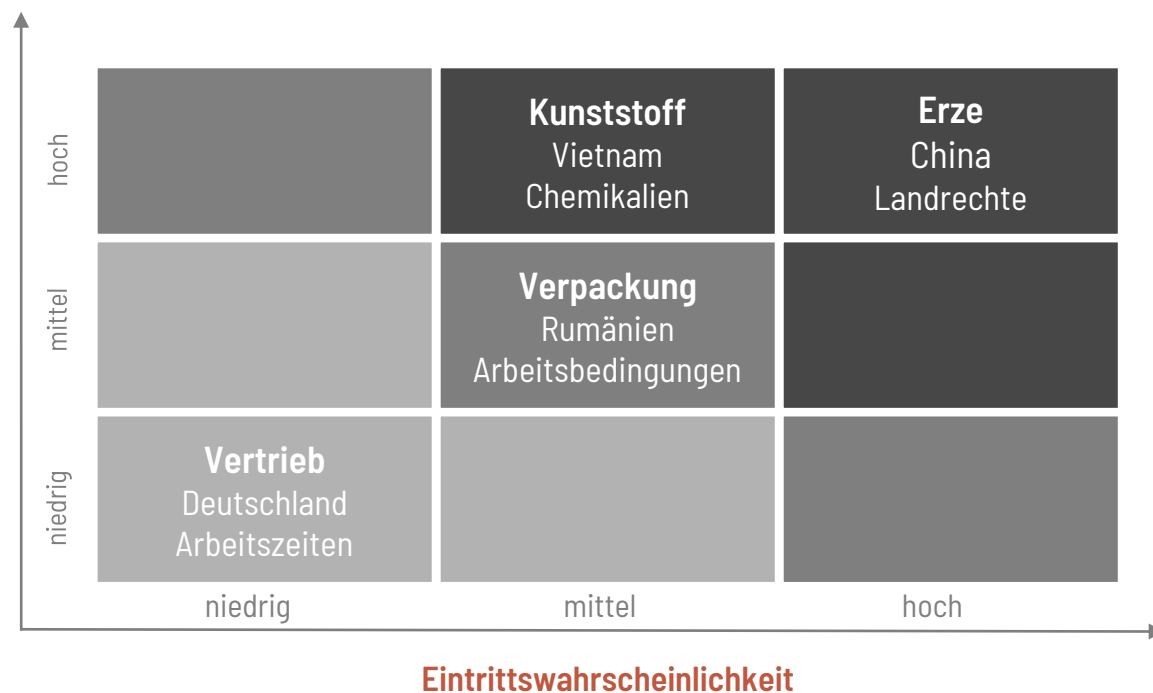 hoch
Kunststoff
Vietnam
Chemikalien
Erze
China
Landrechte
mittel
Verpackung
Rumänien
Arbeitsbedingungen
niedrig
Vertrieb
Deutschland
Arbeitszeiten
niedrig
mittel
hoch
Eintrittswahrscheinlichkeit